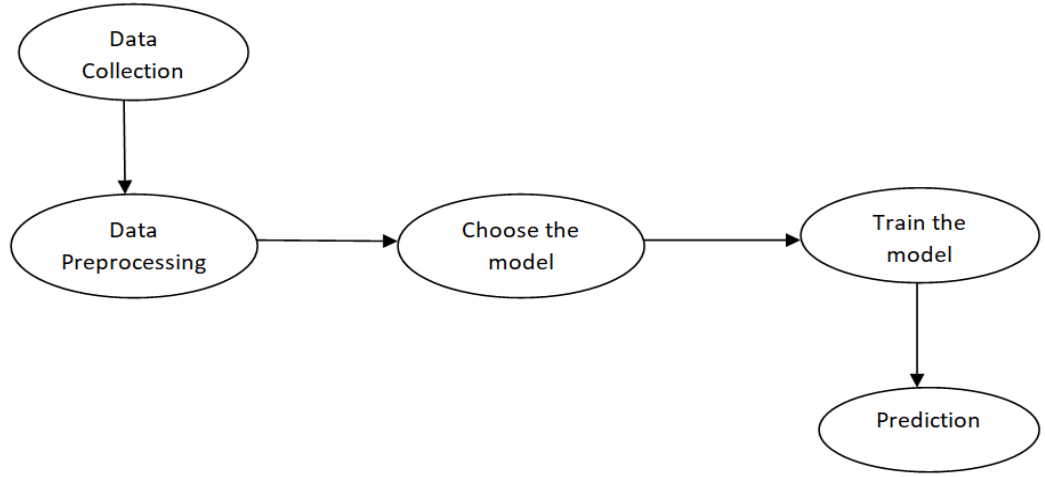 Data
Collection
Data
Preprocessing
Choose the
model
Train the
model
Prediction